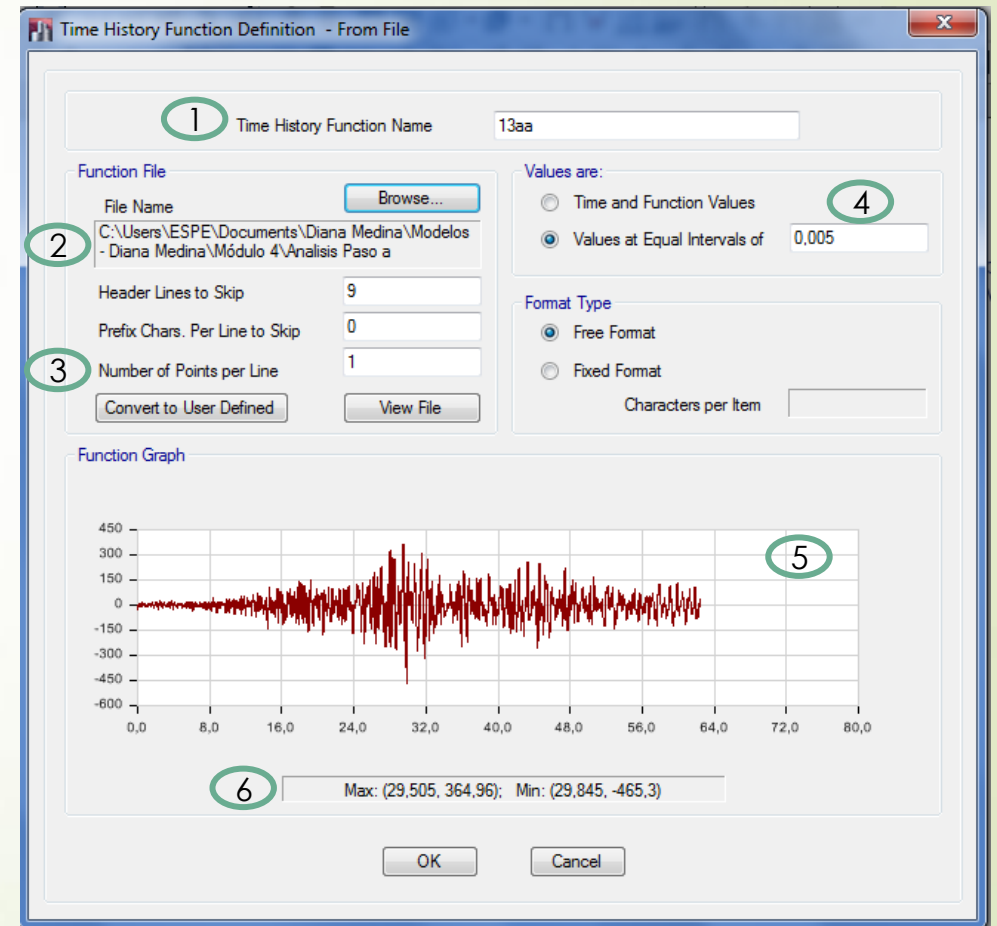 Time History Function Definition - From File
1
Time History Function Name
13aa
Function File
File Name
Browse...
2
C:\Users\ESPE\Documents\Diana Medina\Modelos
- Diana Medina\Módulo 4\Analisis Paso a
Header Lines to Skip
9
Prefix Chars. Per Line to Skip
0
3
Number of Points per Line
1
Convert to User Defined
View File
Values are:
Time and Function Values
4
Values at Equal Intervals of
0,005
Format Type
Free Format
Fixed Format
Characters per Item
Function Graph
450
300
150
0
-150
-300
-450
-600
0,0 8,0 16,0 24,0 32,0 40,0 48,0 56,0 64,0 72,0 80,0
5
6
Max: (29,505, 364,96); Min: (29,845, -465,3)
OK
Cancel